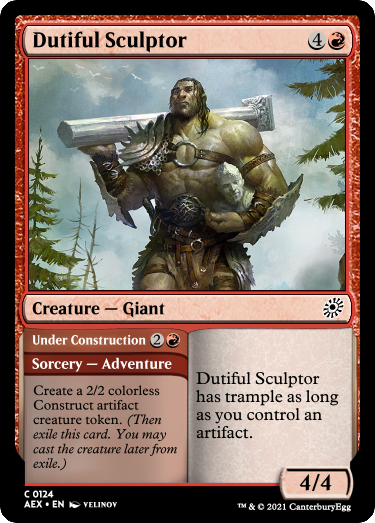 Dutiful Sculptor 4
Creature — Giant
Under Construction 2
Sorcery — Adventure
Create a 2/2 colorless
Construct artifact
creature token. (Then
exile this card. You may
cast the creature later from
exile.)
Dutiful Sculptor
has trample as long
as you control an
artifact.
4/4
C 0124
AEX • EN VELINOV
™ & © 2021 CanterburyEgg